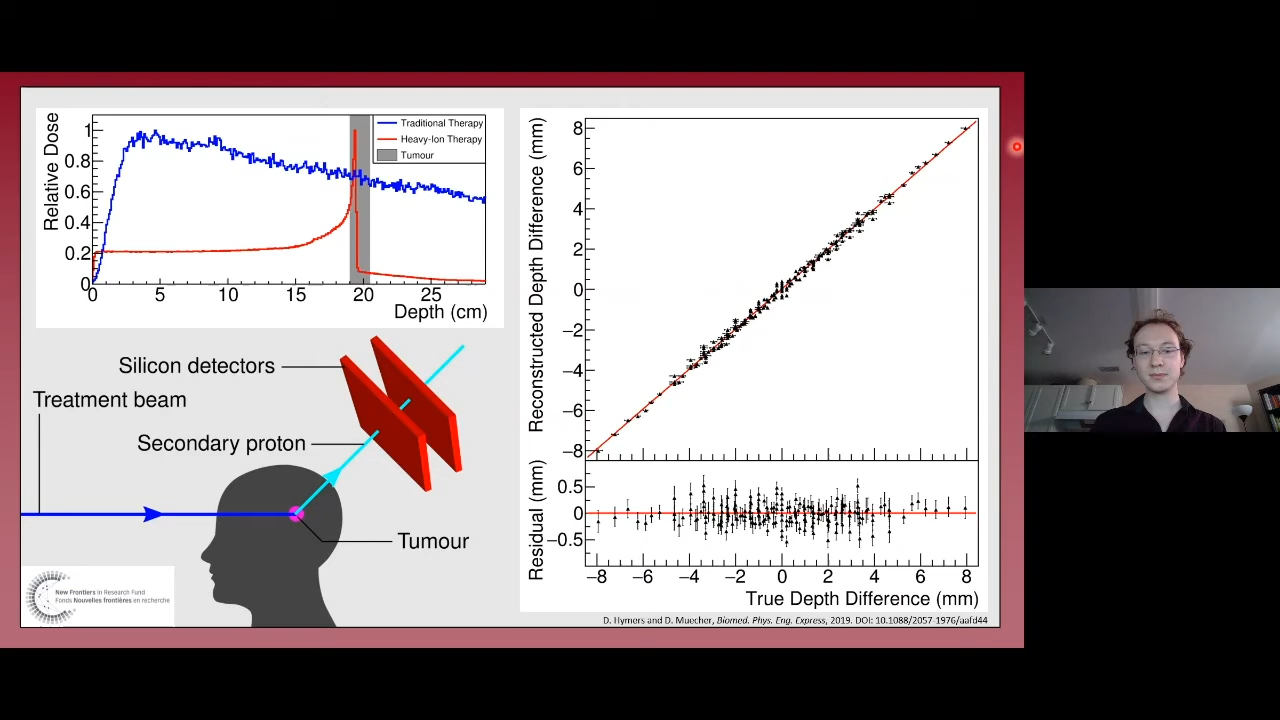 Relative Dose
1
0.8
0.6
0.4
0.2
0
0 5 10 15 20 25
Depth (cm)
Traditional Therapy
Heavy-Ion Therapy
Tumour
Silicon detectors
Treatment beam
Secondary proton
Tumour
New Frontiers in Research Fund
Fonds Nouvelles frontières en recherche
Reconstructed Depth Difference (mm)
8
6
4
2
0
−2
−4
−6
−8
Residual (mm)
0.5
0
−0.5
−8 −6 −4 −2 0 2 4 6 8
True Depth Difference (mm)
D. Hymers and D. Muecher, Biomed. Phys. Eng. Express, 2019. DOI: 10.1088/2057-1976/aafd44